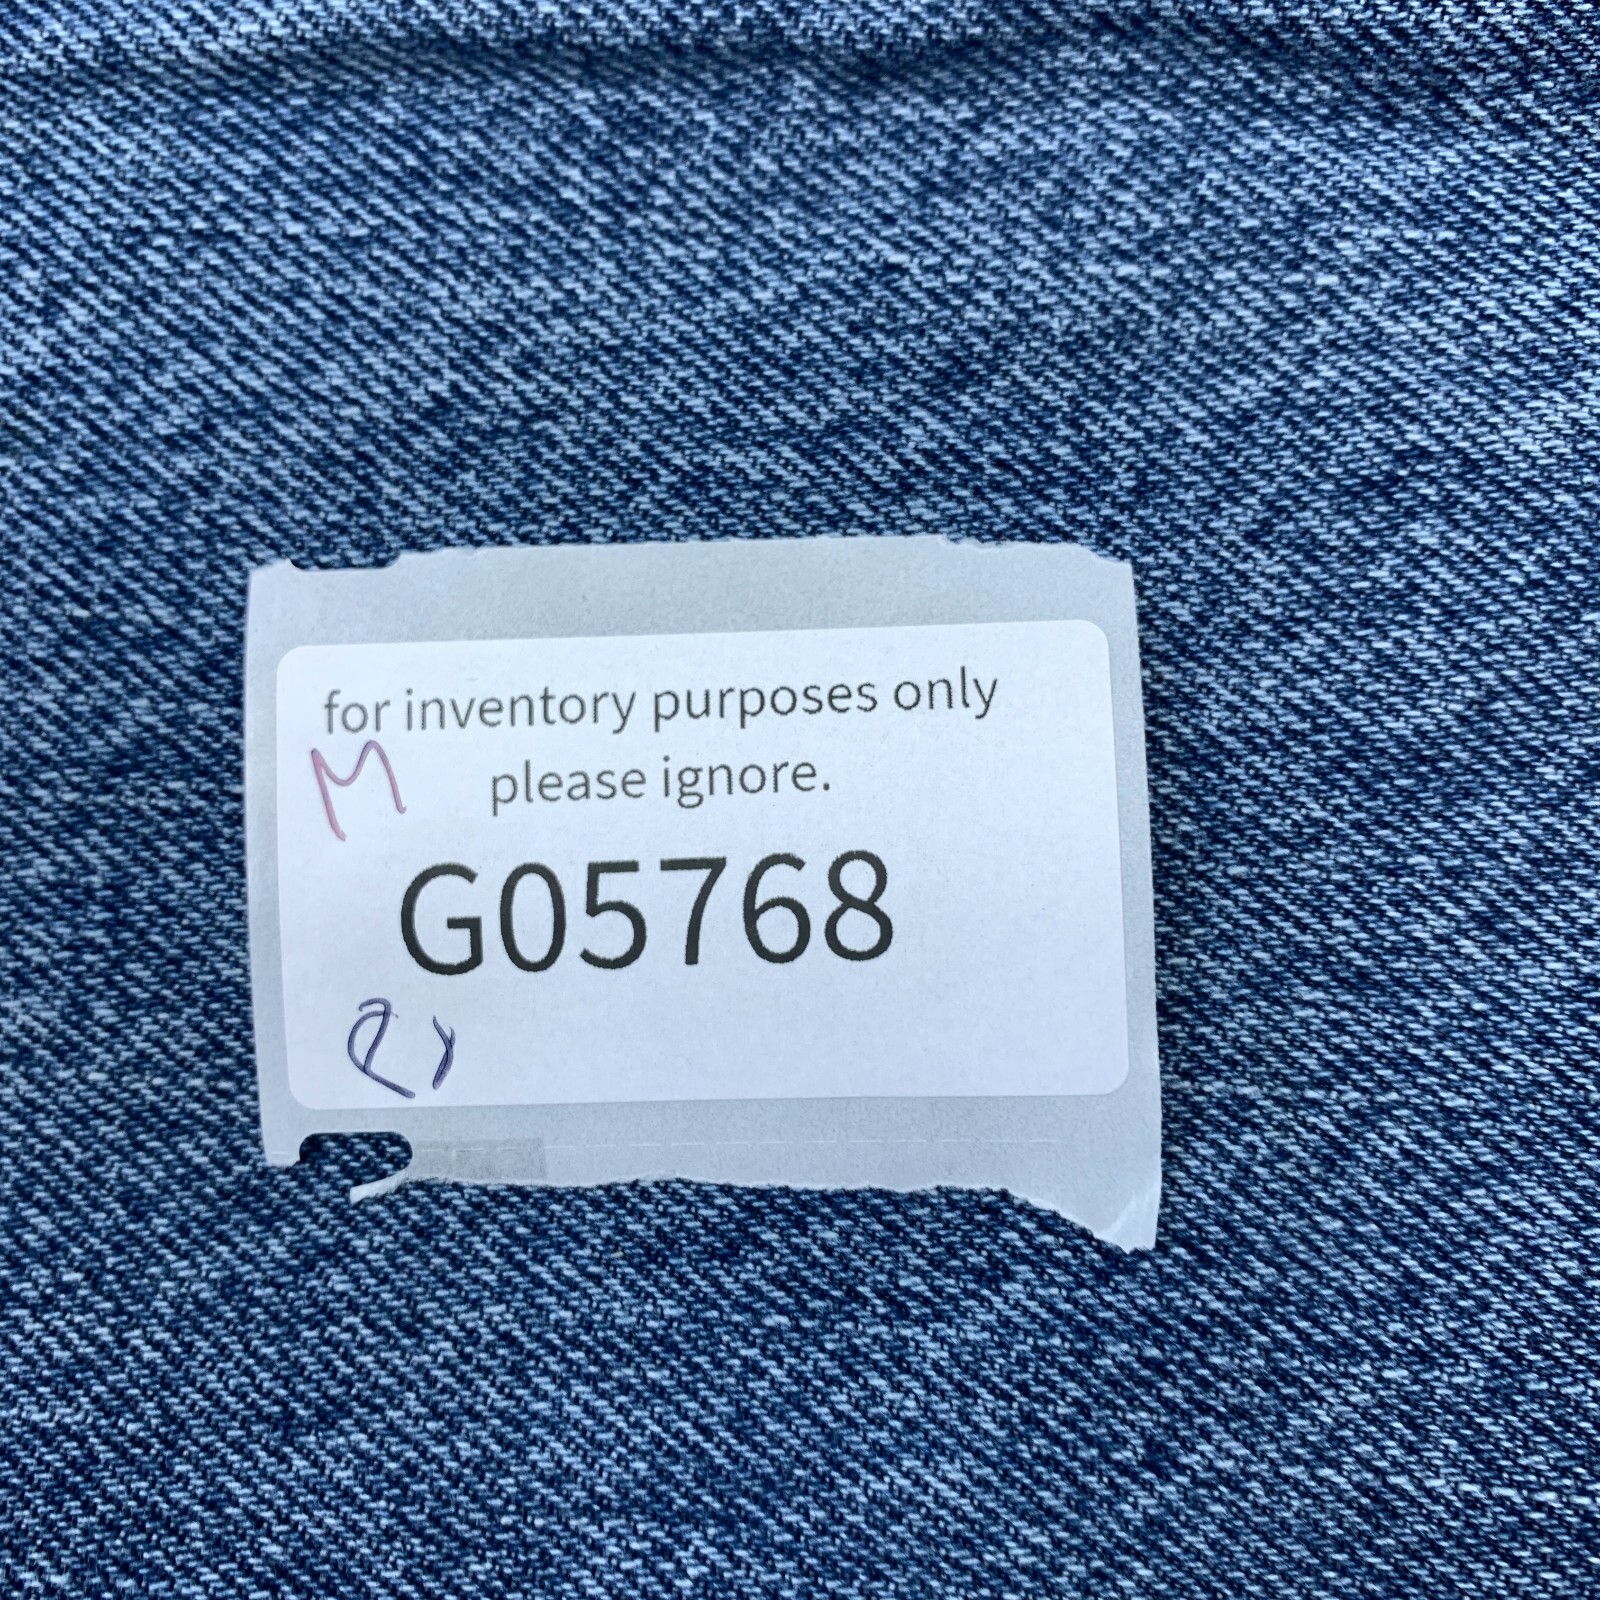 for inventory purposes only
M
please ignore.
G05768